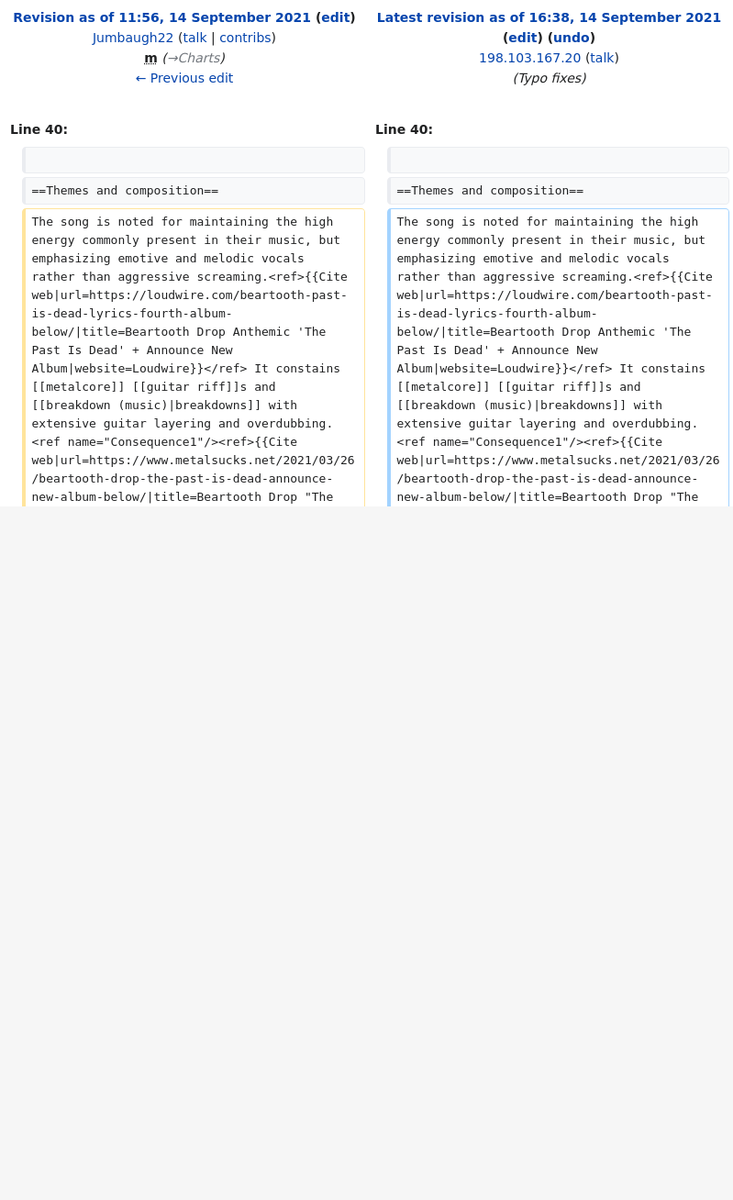 Revision as of 11:56, 14 September 2021 (edit)
Jumbaugh22 (talk | contribs)
m (→Charts)
← Previous edit
Latest revision as of 16:38, 14 September 2021
(edit) (undo)
198.103.167.20 (talk)
(Typo fixes)
Line 40:
Line 40:
==Themes and composition==
==Themes and composition==
The song is noted for maintaining the high
energy commonly present in their music, but
emphasizing emotive and melodic vocals
rather than aggressive screaming.<ref>{{Cite
web|url=https://loudwire.com/beartooth-past-
is-dead-lyrics-fourth-album-
below/|title=Beartooth Drop Anthemic 'The
Past Is Dead' + Announce New
Album|website=Loudwire}}</ref> It constains
[[metalcore]] [[guitar riff]]s and
[[breakdown (music)|breakdowns]] with
extensive guitar layering and overdubbing.
<ref name="Consequence1"/><ref>{{Cite
web|url=https://www.metalsucks.net/2021/03/26
/beartooth-drop-the-past-is-dead-announce-
new-album-below/|title=Beartooth Drop "The
The song is noted for maintaining the high
energy commonly present in their music, but
emphasizing emotive and melodic vocals
rather than aggressive screaming.<ref>{{Cite
web|url=https://loudwire.com/beartooth-past-
is-dead-lyrics-fourth-album-
below/|title=Beartooth Drop Anthemic 'The
Past Is Dead' + Announce New
Album|website=Loudwire}}</ref> It constains
[[metalcore]] [[guitar riff]]s and
[[breakdown (music)|breakdowns]] with
extensive guitar layering and overdubbing.
<ref name="Consequence1"/><ref>{{Cite
web|url=https://www.metalsucks.net/2021/03/26
/beartooth-drop-the-past-is-dead-announce-
new-album-below/|title=Beartooth Drop "The